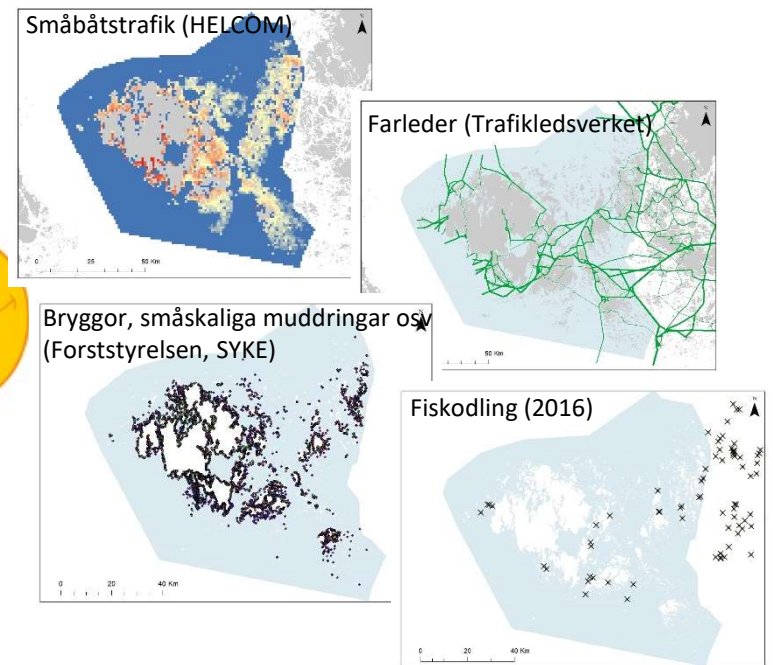 Småbåtstrafik (HELCOM)
0 25 50 Km
Farleder (Trafikledsverket)
50 Km
Bryggor, småskaliga muddringar osv
(Forststyrelsen, SYKE)
0 20 40 Km
Fiskodling (2016)
0 20 40 Km